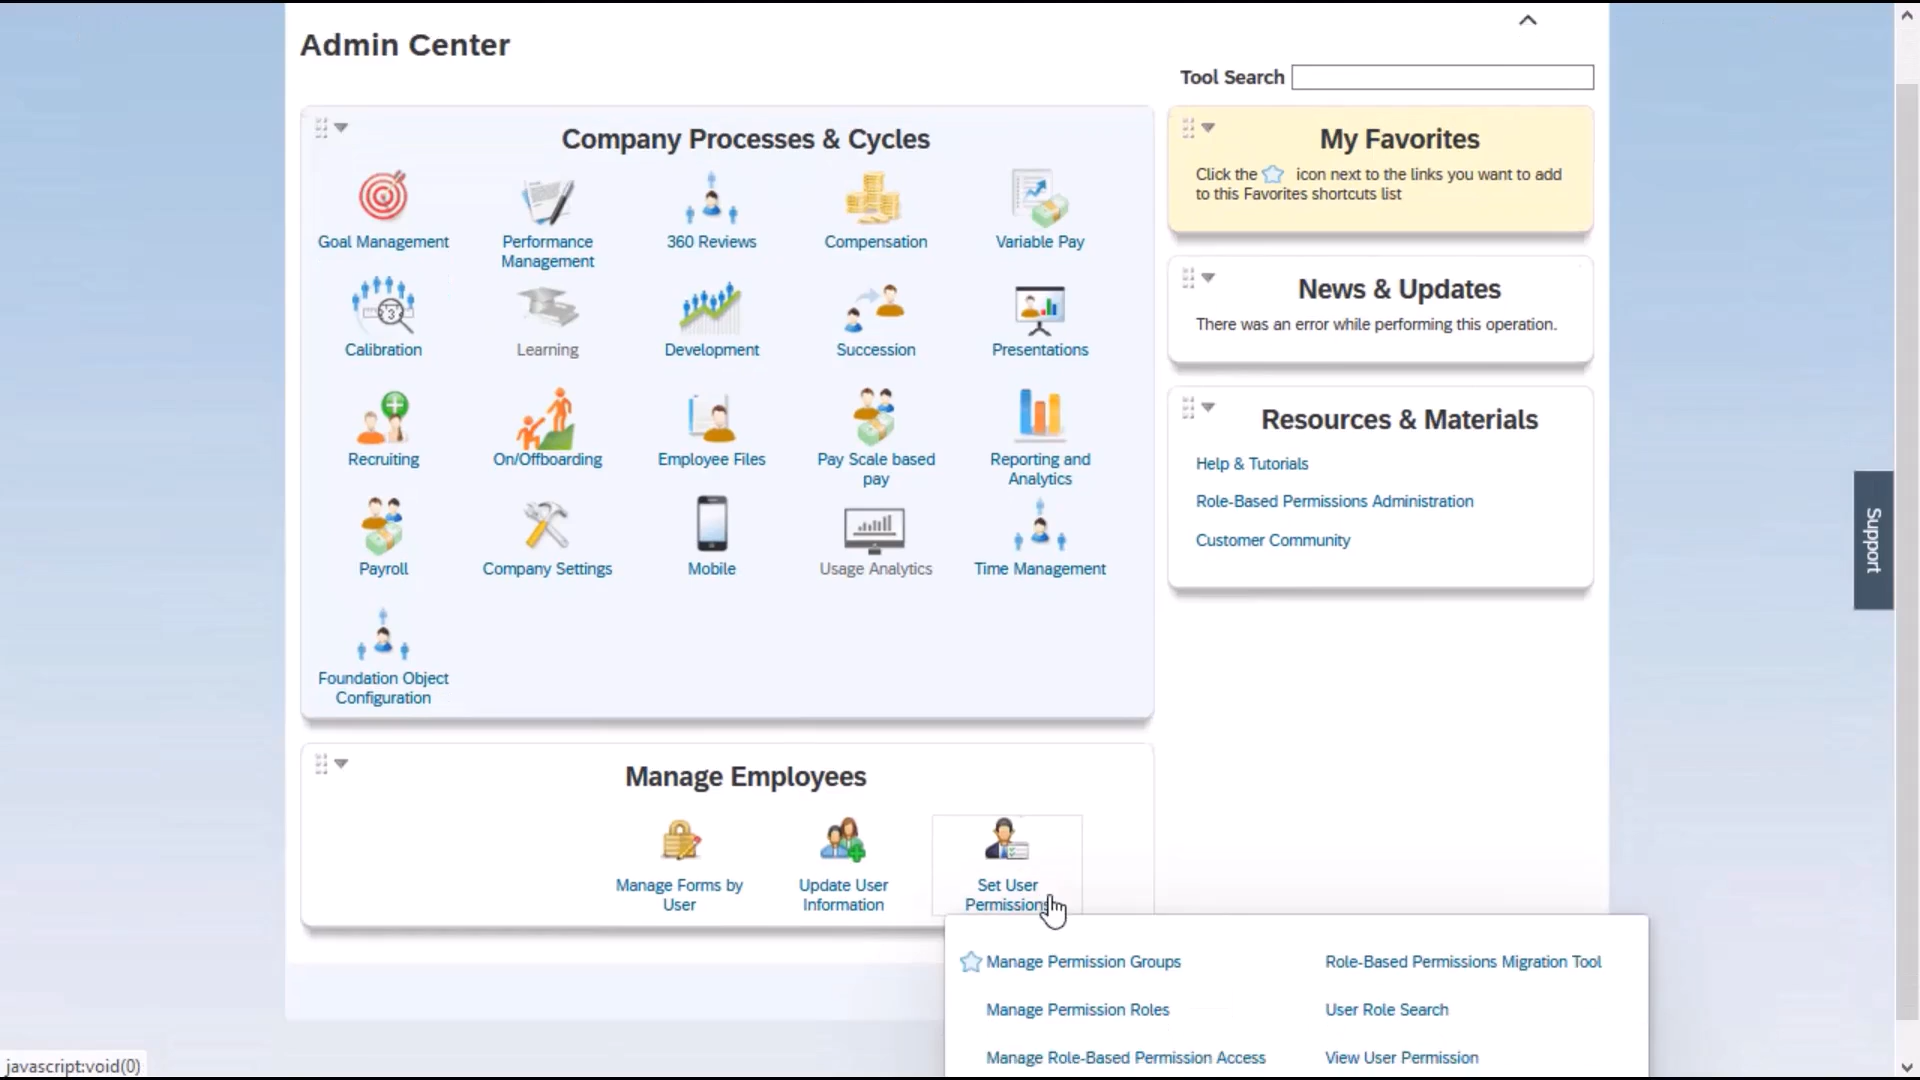 Admin Center
Tool Search
Company Processes & Cycles
Goal Management
Performance
Management
360 Reviews
Compensation
Variable Pay
3
Calibration
Learning
Development
Succession
Presentations
Recruiting
On/Offboarding
Employee Files
Pay Scale based
pay
Reporting and
Analytics
Payroll
Company Settings
Mobile
Usage Analytics
Time Management
Foundation Object
Configuration
My Favorites
Click the icon next to the links you want to add
to this Favorites shortcuts list
News & Updates
There was an error while performing this operation.
Resources & Materials
Help & Tutorials
Role-Based Permissions Administration
Customer Community
Support
Manage Employees
Manage Forms by
User
Update User
Information
Set User
Permissions
Manage Permission Groups
Role-Based Permissions Migration Tool
Manage Permission Roles
User Role Search
Manage Role-Based Permission Access
View User Permission
javascript:void(0)